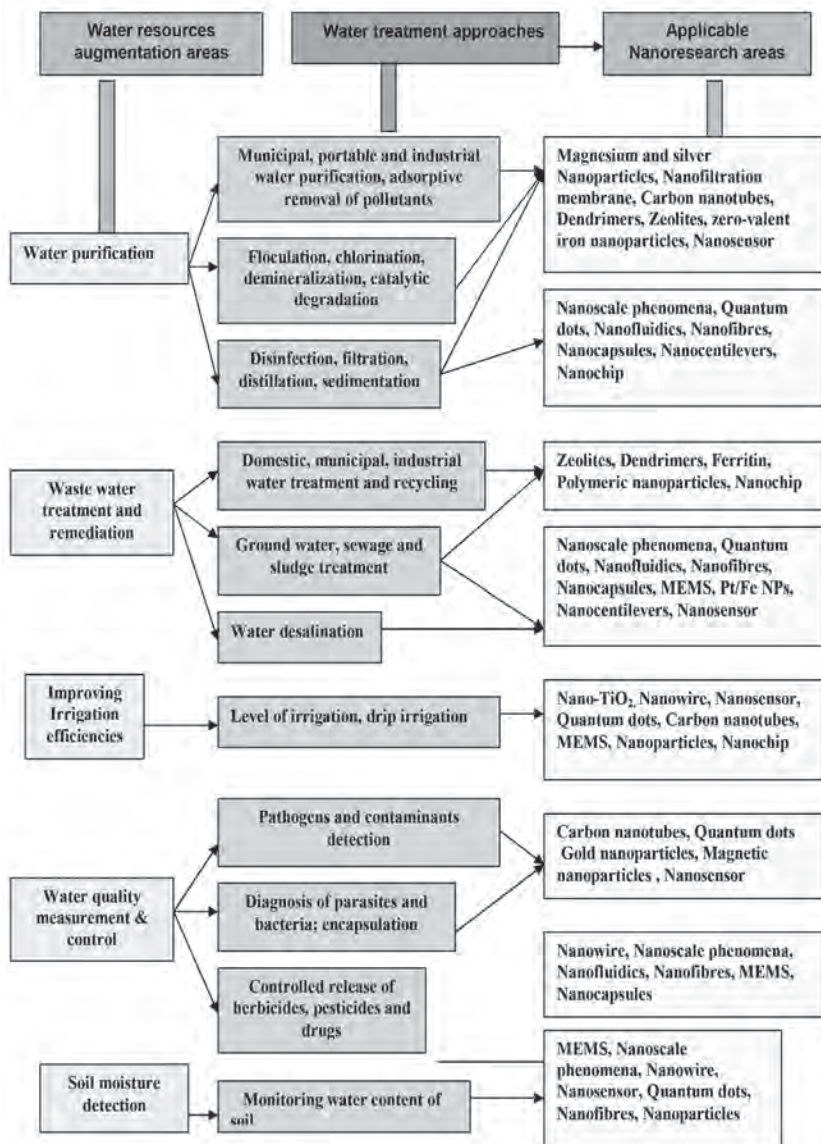 Water resources
augmentation areas
Water treatment approaches
Applicable
Nanoresearch areas
Water purification
Municipal, portable and industrial
water purification, adsorptive
removal of pollutants
Floculation, chlorination,
demineralization, catalytic
degradation
Disinfection, filtration,
distillation, sedimentation
Magnesium and silver
Nanoparticles, Nanofiltration
membrane, Carbon nanotubes,
Dendrimers, Zeolites, zero-valent
iron nanoparticles, Nanosensor
Nanoscale phenomena, Quantum
dots, Nanofluidics, Nanofibres,
Nanocapsules, Nanocentilevers,
Nanochip
Waste water
treatment and
remediation
Domestic, municipal, industrial
water treatment and recycling
Ground water, sewage and
sludge treatment
Water desalination
Zeolites, Dendrimers, Ferritin,
Polymeric nanoparticles, Nanochip
Nanoscale phenomena, Quantum
dots, Nanofluidics, Nanofibres,
Nanocapsules, MEMS, Pt/Fe NPs,
Nanocentilevers, Nanosensor
Improving
Irrigation
efficiencies
Level of irrigation, drip irrigation
Nano-TiO₂, Nanowire, Nanosensor,
Quantum dots, Carbon nanotubes,
MEMS, Nanoparticles, Nanochip
Water quality
measurement &
control
Pathogens and contaminants
detection
Diagnosis of parasites and
bacteria; encapsulation
Controlled release of
herbicides, pesticides and
drugs
Carbon nanotubes, Quantum dots
Gold nanoparticles, Magnetic
nanoparticles , Nanosensor
Nanowire, Nanoscale phenomena,
Nanofluidics, Nanofibres, MEMS,
Nanocapsules
Soil moisture
detection
Monitoring water content of
soil
MEMS, Nanoscale
phenomena, Nanowire,
Nanosensor, Quantum dots,
Nanofibres, Nanoparticles